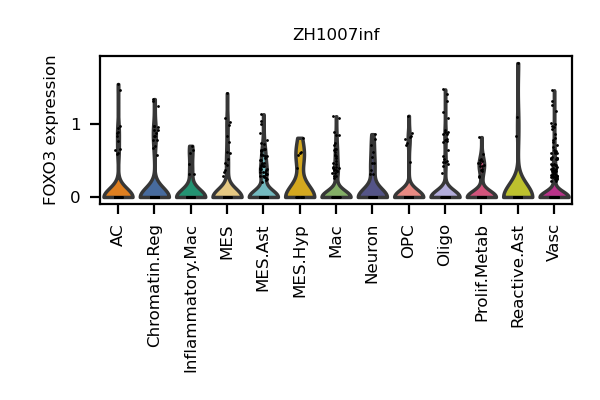 ZH1007inf
FOXO3 expression
1
0
AC
Chromatin.Reg
Inflammatory.Mac
MES
MES.Ast
MES.Hyp
Mac
Neuron
OPC
Oligo
Prolif.Metab
Reactive.Ast
Vasc